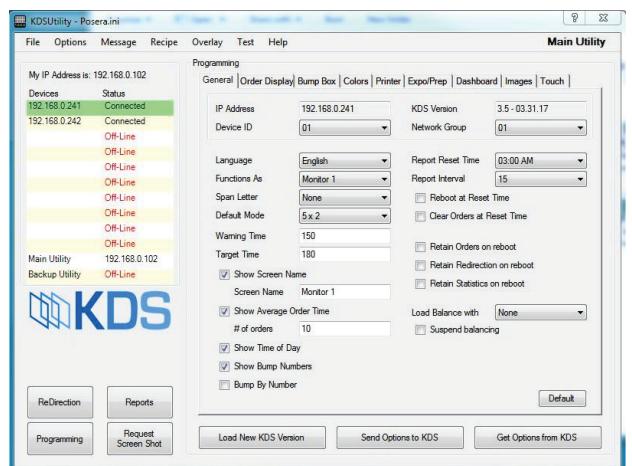 KDSUtility - Posera.ini
File Options Message Recipe Overlay Test Help Main Utility
My IP Address is: 192.168.0.102
Devices Status
192.168.0.241 Connected
192.168.0.242 Connected
Off-Line
Off-Line
Off-Line
Off-Line
Off-Line
Off-Line
Off-Line
Off-Line
Main Utility 192.168.0.102
Backup Utility Off-Line
KDS
ReDirection Reports
Programming Request Screen Shot
Programming
General Order Display Bump Box Colors Printer Expo/Prep Dashboard Images Touch
IP Address 192.168.0.241 KDS Version 3.5 - 03.31.17
Device ID 01 Network Group 01
Language English Report Reset Time 03:00 AM
Functions As Monitor 1 Report Interval 15
Span Letter None Reboot at Reset Time
Default Mode 5 x 2 Clear Orders at Reset Time
Warning Time 150
Target Time 180 Retain Orders on reboot
Show Screen Name Retain Redirection on reboot
Screen Name Monitor 1 Retain Statistics on reboot
Show Average Order Time Load Balance with None
# of orders 10 Suspend balancing
Show Time of Day
Show Bump Numbers
Bump By Number
Default
Load New KDS Version Send Options to KDS Get Options from KDS